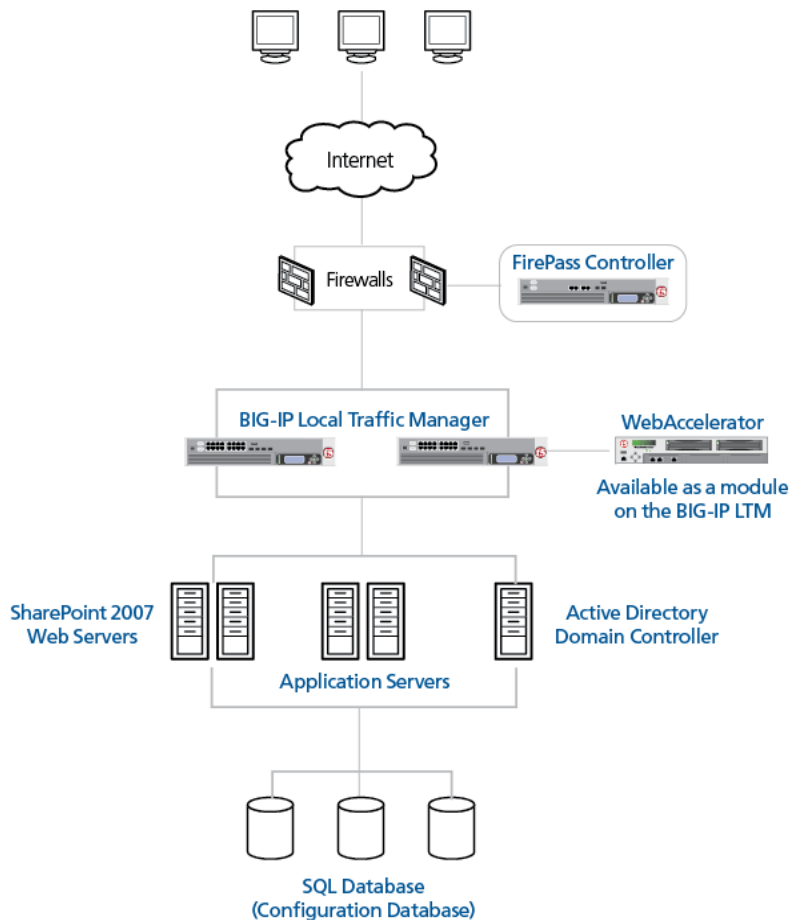 Internet
Firewalls
FirePass Controller
BIG-IP Local Traffic Manager
WebAccelerator
Available as a module
on the BIG-IP LTM
SharePoint 2007
Web Servers
Application Servers
Active Directory
Domain Controller
SQL Database
(Configuration Database)